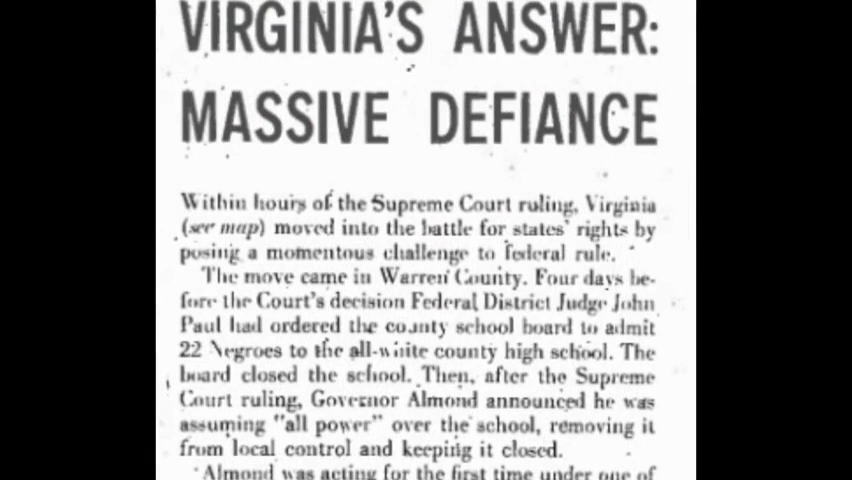 VIRGINIA'S ANSWER:
MASSIVE DEFIANCE
Within hours of the Supreme Court ruling, Virginia
(see map) moved into the battle for states' rights by
posing a momentous challenge to federal rule.
The move came in Warren County. Four days be-
fore the Court's decision Federal District Judge John
Paul had ordered the county school board to admit
22 Negroes to the all-white county high school. The
board closed the school. Then, after the Supreme
Court ruling, Governor Almond announced he was
assuming "all power" over the school, removing it
from local control and keeping it closed.
Almond was acting for the first time under one of